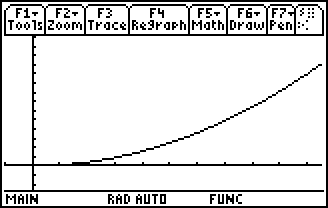 F1▾ F2▾ F3 F4 F5▾ F6▾ F7▾
Tools Zoom Trace ReGraph Math Draw Pen
MAIN RAD AUTO FUNC